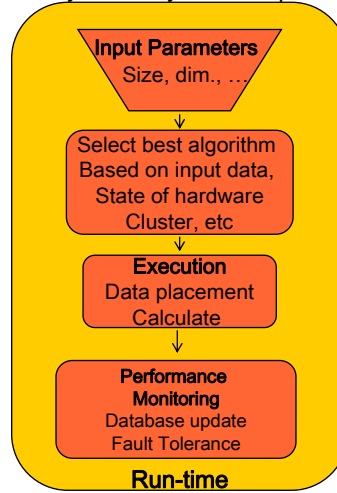 Input Parameters
Size, dim., ...
Select best algorithm
Based on input data,
State of hardware
Cluster, etc
Execution
Data placement
Calculate
Performance
Monitoring
Database update
Fault Tolerance
Run-time